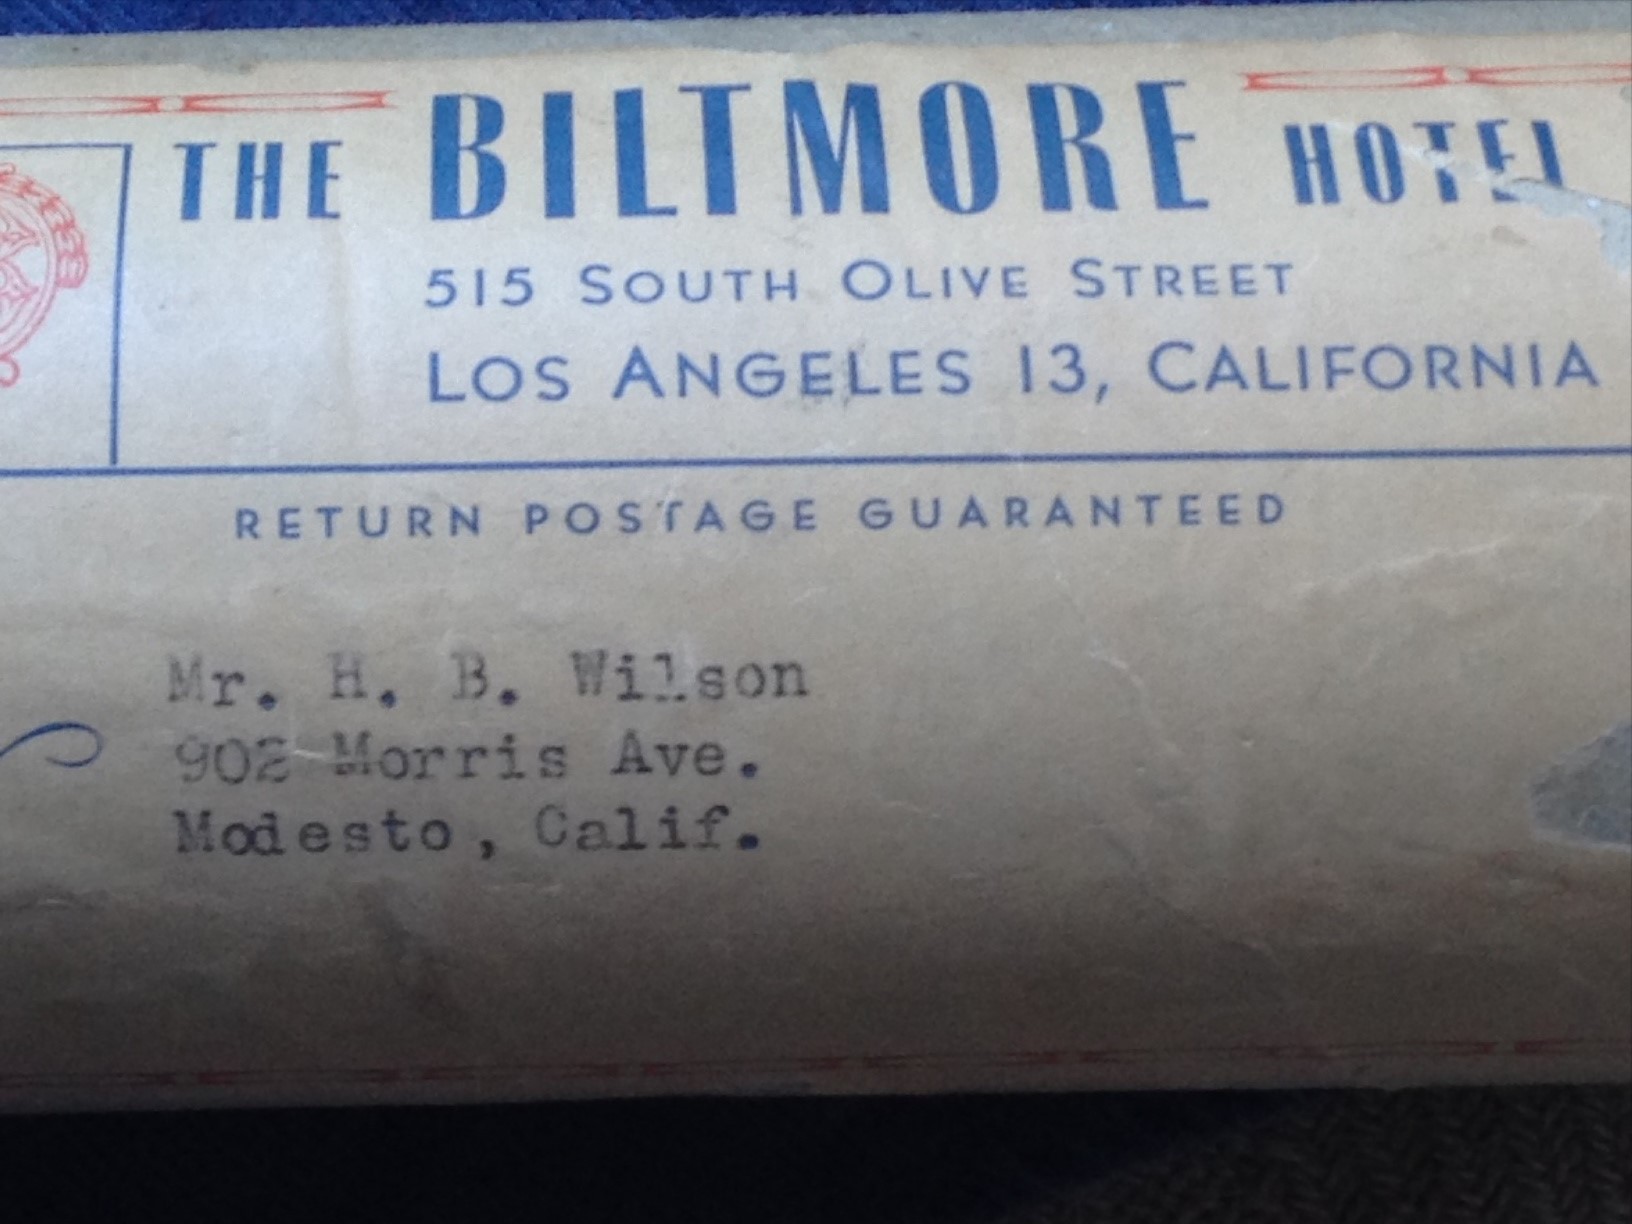 THE BILTMORE HOTEL
515 SOUTH OLIVE STREET
LOS ANGELES 13, CALIFORNIA
RETURN POSTAGE GUARANTEED
Mr. H. B. Wilson
902 Morris Ave.
Modesto, Calif.